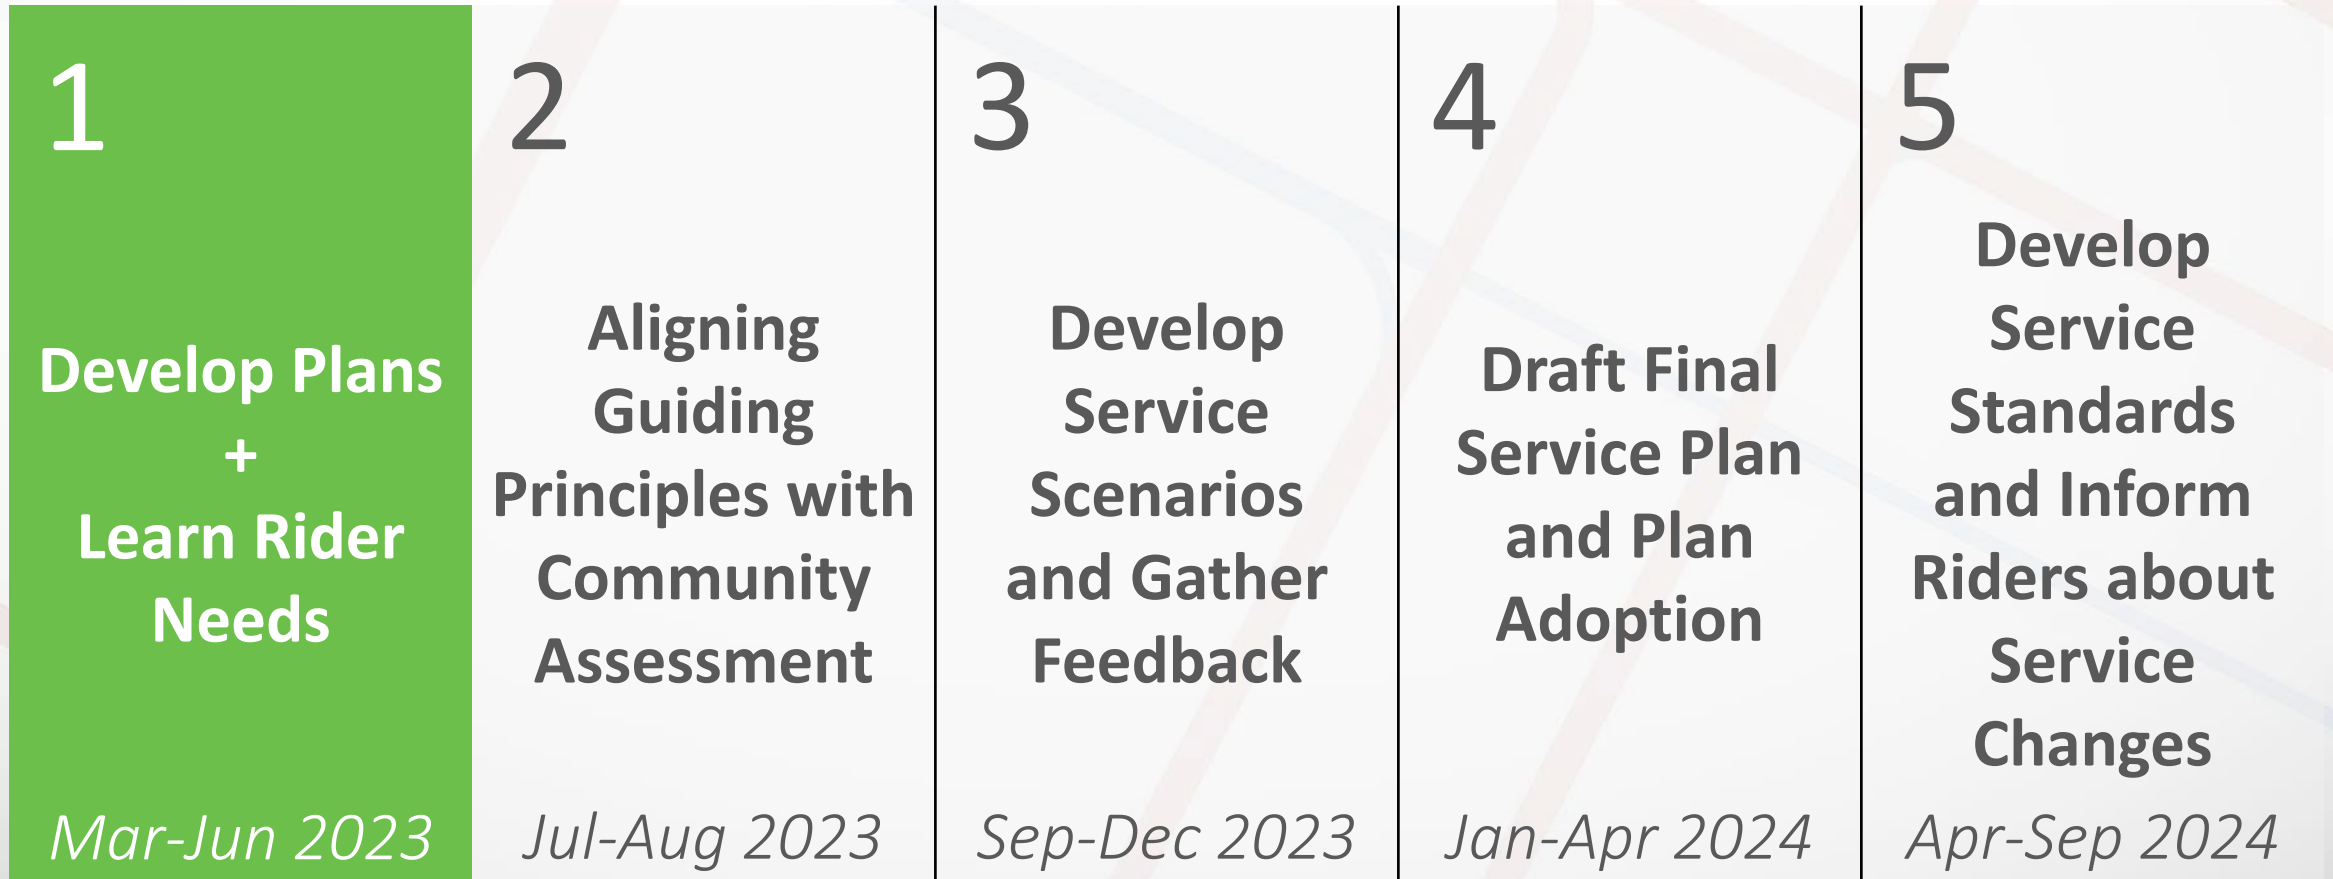 1
Develop Plans
+
Learn Rider
Needs
Mar-Jun 2023
2
Aligning
Guiding
Principles with
Community
Assessment
Jul-Aug 2023
3
Develop
Service
Scenarios
and Gather
Feedback
Sep-Dec 2023
4
Draft Final
Service Plan
and Plan
Adoption
Jan-Apr 2024
5
Develop
Service
Standards
and Inform
Riders about
Service
Changes
Apr-Sep 2024